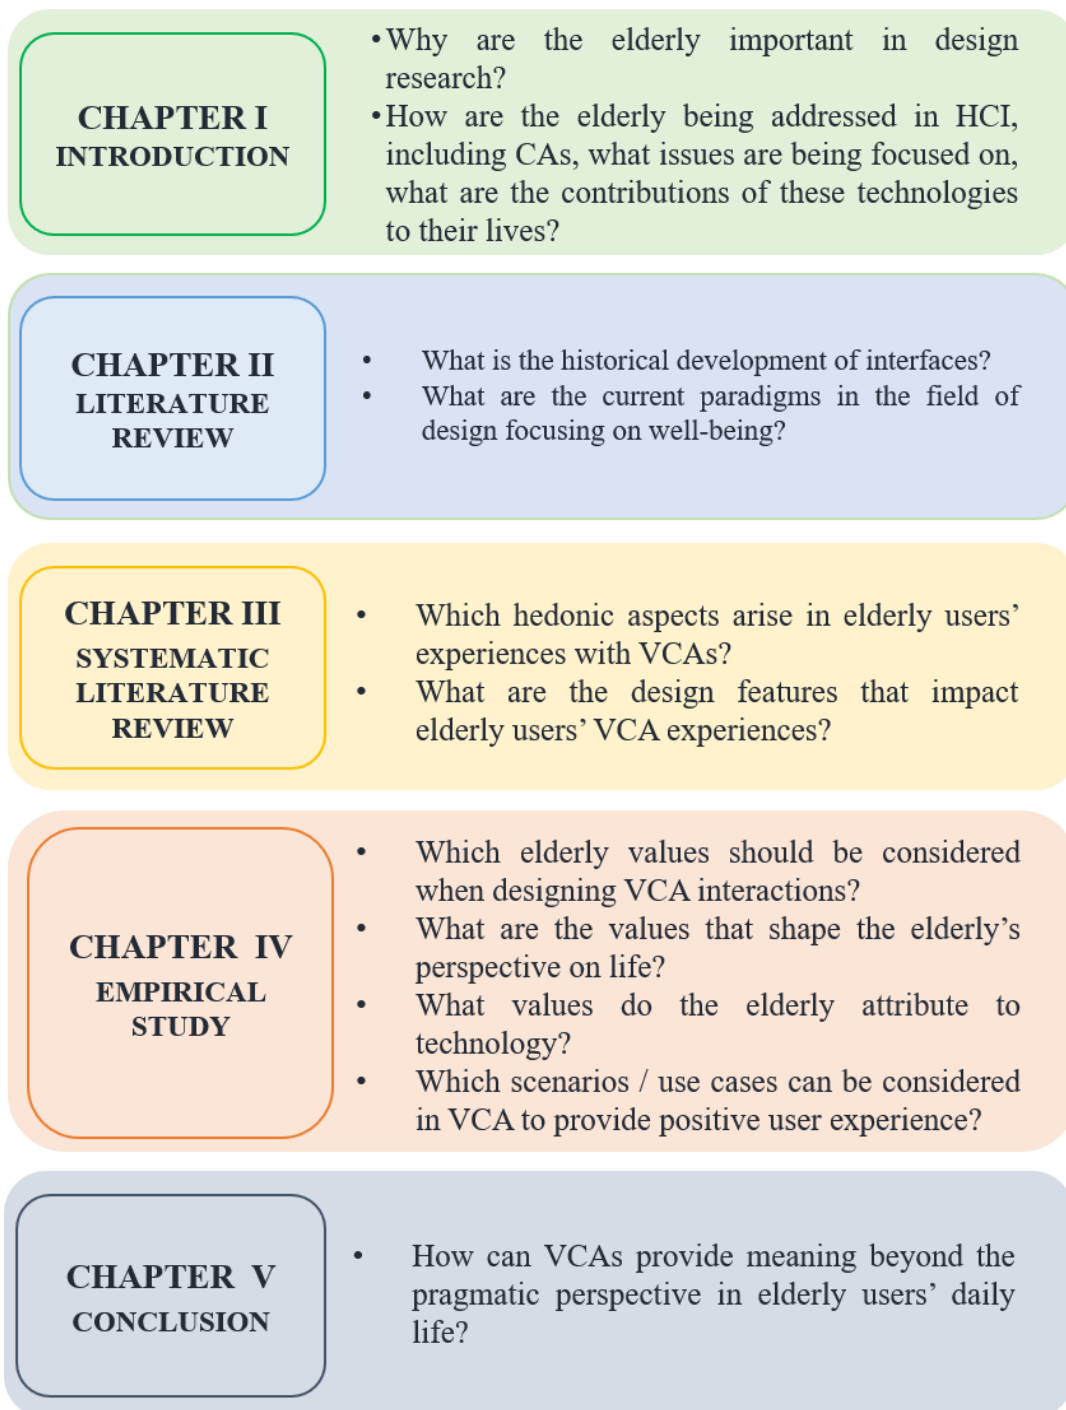 CHAPTER I
INTRODUCTION
•Why are the elderly important in design
research?
•How are the elderly being addressed in HCI,
including CAs, what issues are being focused on,
what are the contributions of these technologies
to their lives?
CHAPTER II
LITERATURE
REVIEW
• What is the historical development of interfaces?
• What are the current paradigms in the field of
design focusing on well-being?
CHAPTER III
SYSTEMATIC
LITERATURE
REVIEW
• Which hedonic aspects arise in elderly users’
experiences with VCAs?
• What are the design features that impact
elderly users’ VCA experiences?
CHAPTER IV
EMPIRICAL
STUDY
• Which elderly values should be considered
when designing VCA interactions?
• What are the values that shape the elderly’s
perspective on life?
• What values do the elderly attribute to
technology?
• Which scenarios / use cases can be considered
in VCA to provide positive user experience?
CHAPTER V
CONCLUSION
• How can VCAs provide meaning beyond the
pragmatic perspective in elderly users’ daily
life?